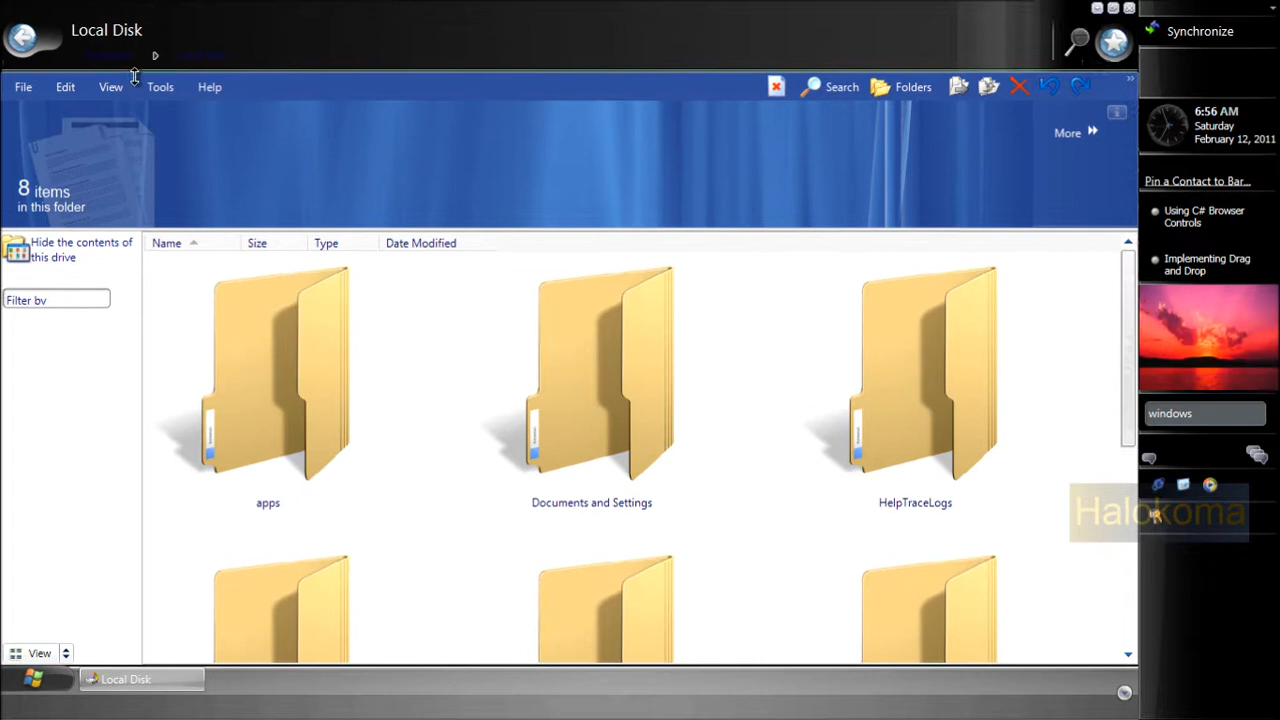 Local Disk
Synchronize
File Edit View Tools Help
Search Folders
6:56 AM
Saturday
February 12, 2011
More
8 items
in this folder
Pin a Contact to Bar...
Using C# Browser
Controls
Implementing Drag
and Drop
Hide the contents of
this drive
Filter by
Name Size Type Date Modified
apps
Documents and Settings
HelpTraceLogs
windows
Halokoma
View
Local Disk